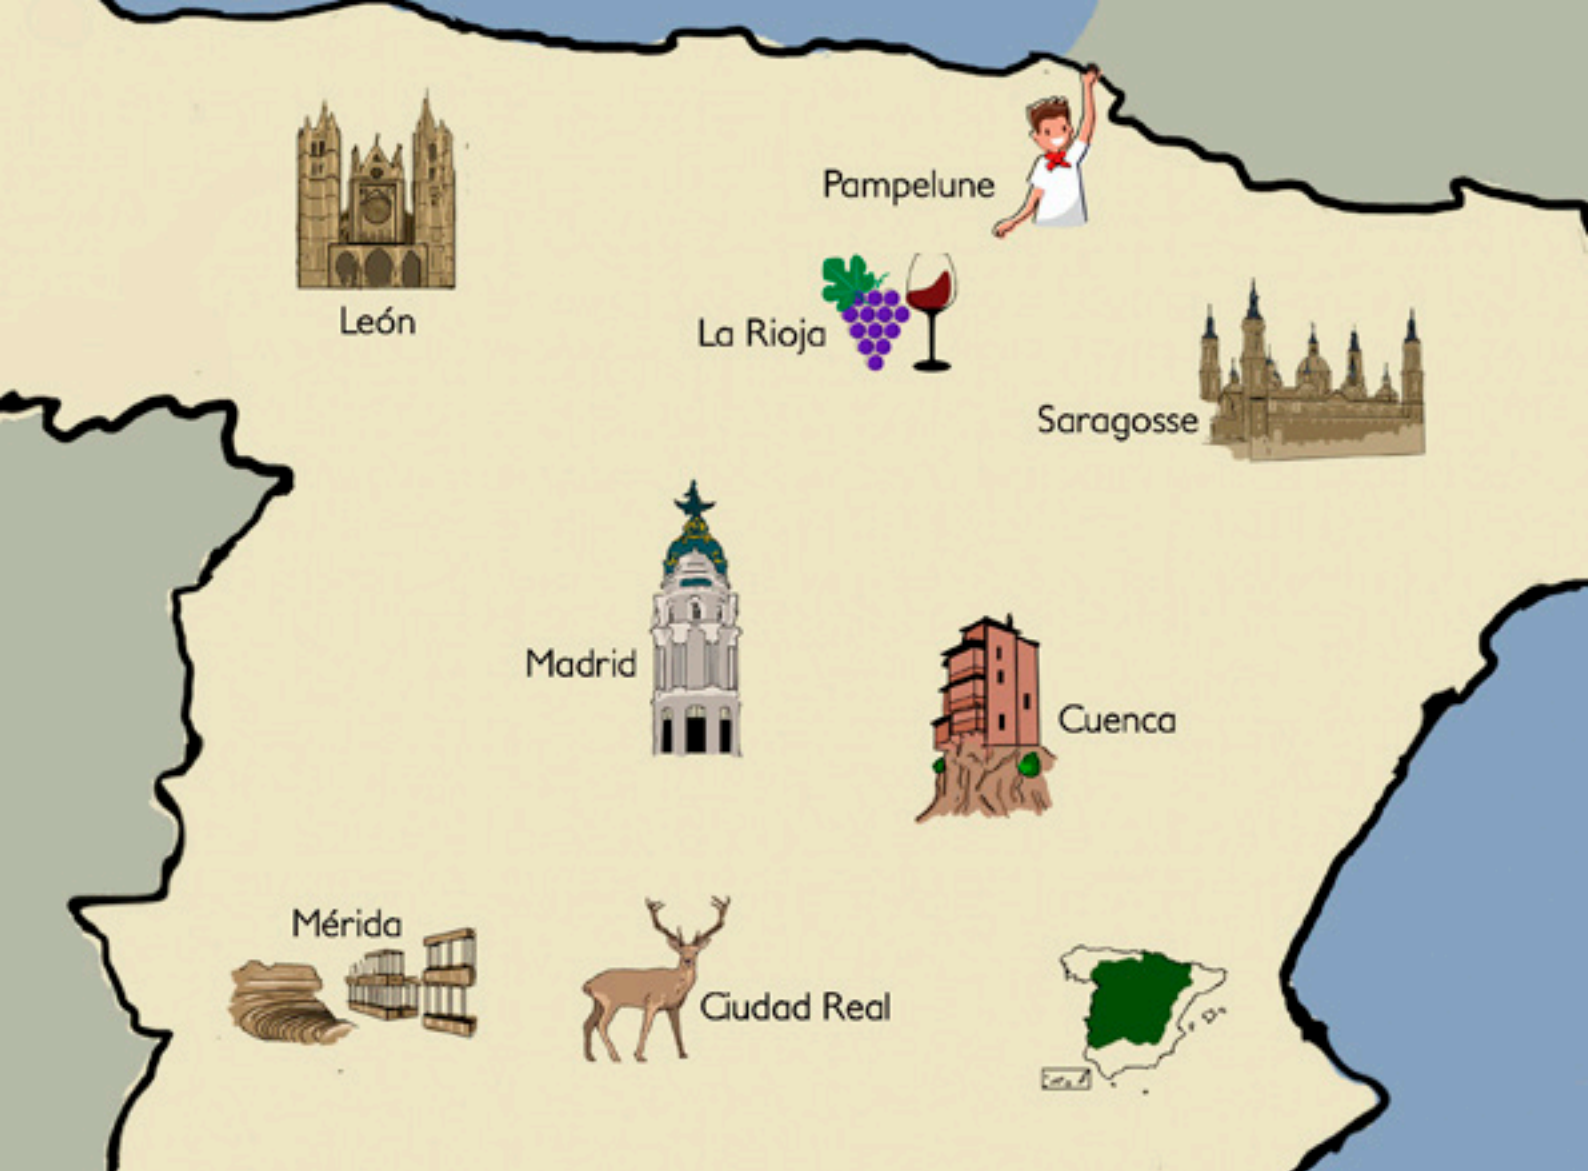 Pampelune
León
La Rioja
Saragosse
Madrid
Cuenca
Mérida
Ciudad Real